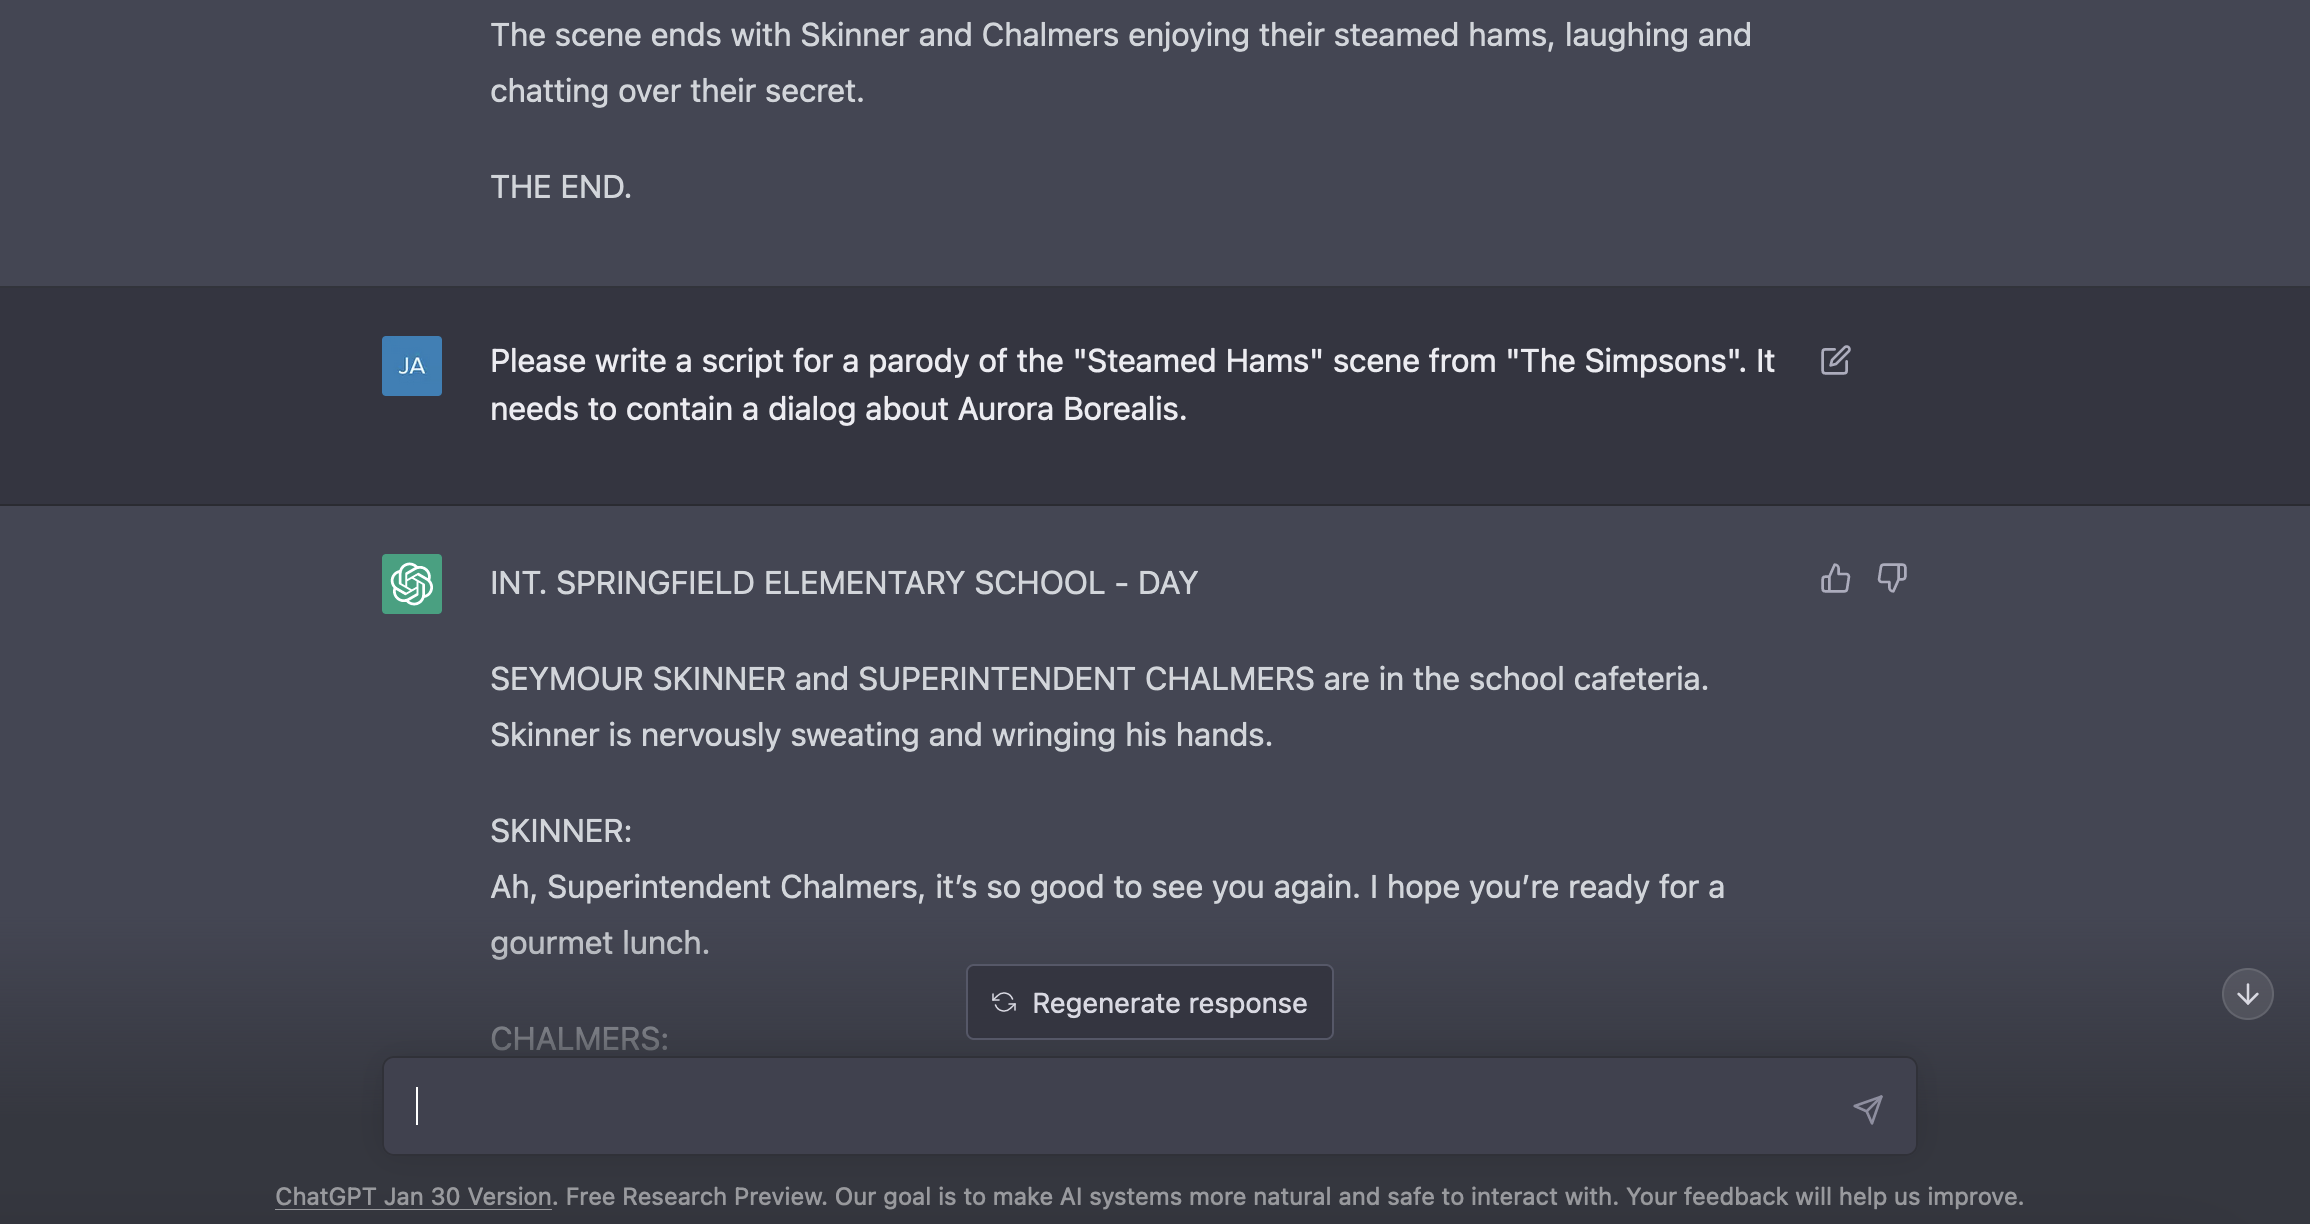 The scene ends with Skinner and Chalmers enjoying their steamed hams, laughing and
chatting over their secret.
THE END.
JA
Please write a script for a parody of the "Steamed Hams" scene from "The Simpsons". It
needs to contain a dialog about Aurora Borealis.
INT. SPRINGFIELD ELEMENTARY SCHOOL - DAY
SEYMOUR SKINNER and SUPERINTENDENT CHALMERS are in the school cafeteria.
Skinner is nervously sweating and wringing his hands.
SKINNER:
Ah, Superintendent Chalmers, it’s so good to see you again. I hope you’re ready for a
gourmet lunch.
Regenerate response
CHALMERS:
ChatGPT Jan 30 Version. Free Research Preview. Our goal is to make AI systems more natural and safe to interact with. Your feedback will help us improve.